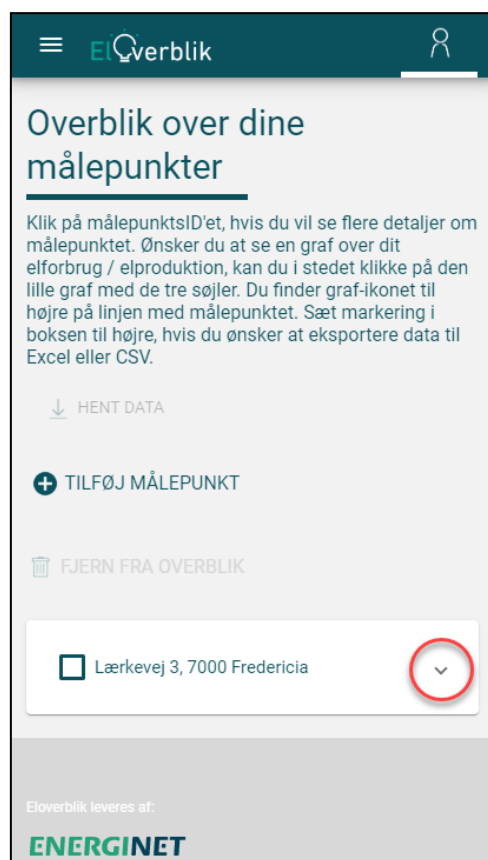 ElOverblik
Overblik over dine
målepunkter
Klik på målepunktsID'et, hvis du vil se flere detaljer om
målepunktet. Ønsker du at se en graf over dit
elforbrug / elproduktion, kan du i stedet klikke på den
lille graf med de tre søjler. Du finder graf-ikonet til
højre på linjen med målepunktet. Sæt markering i
boksen til højre, hvis du ønsker at eksportere data til
Excel eller CSV.
HENT DATA
TILFØJ MÅLEPUNKT
FJERN FRA OVERBLIK
Lærkevej 3, 7000 Fredericia
Eloverblik leveres af:
ENERGINET